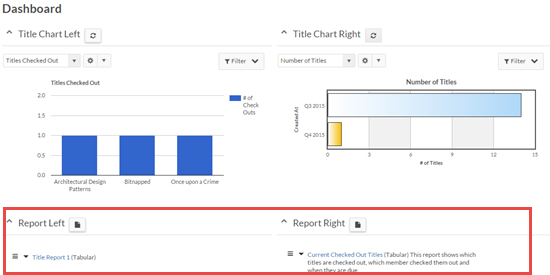 Dashboard
Title Chart Left
Title Chart Right
Titles Checked Out
Filter
Number of Titles
Filter
Titles Checked Out
2.0
1.5
1.0
0.5
0.0
Architectural Design
Patterns
Bitnapped
Once upon a Crime
# of
Check
Outs
Number of Titles
Created At
Q3 2015
Q4 2015
0
3
6
9
12
15
# of Titles
Report Left
Report Right
Title Report 1 (Tabular)
Current Checked Out Titles (Tabular) This report shows which
titles are checked out, which member checked them out and
when they are due